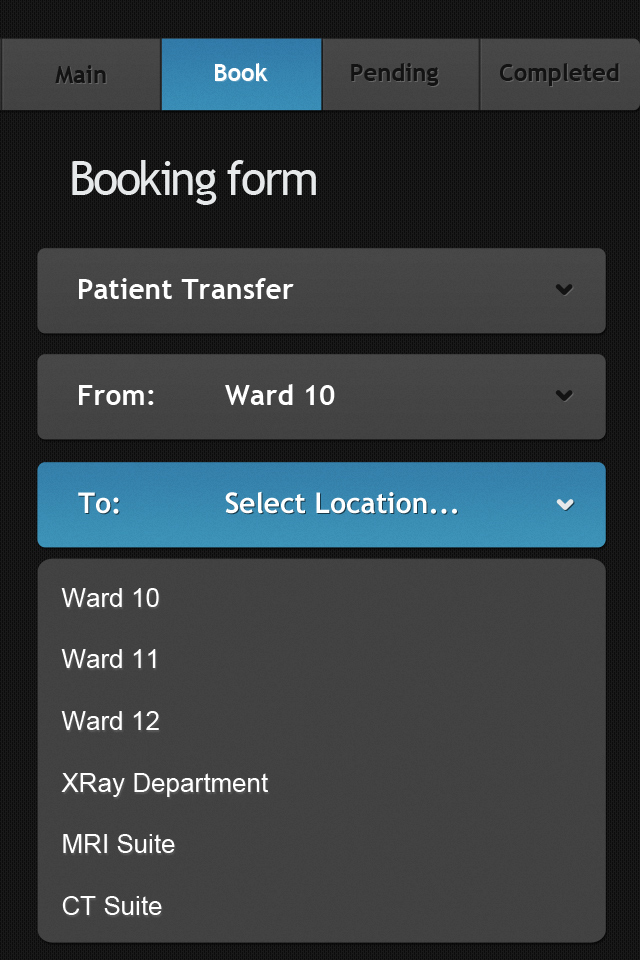 Main Book Pending Completed
Booking form
Patient Transfer
From: Ward 10
To: Select Location...
Ward 10
Ward 11
Ward 12
XRay Department
MRI Suite
CT Suite